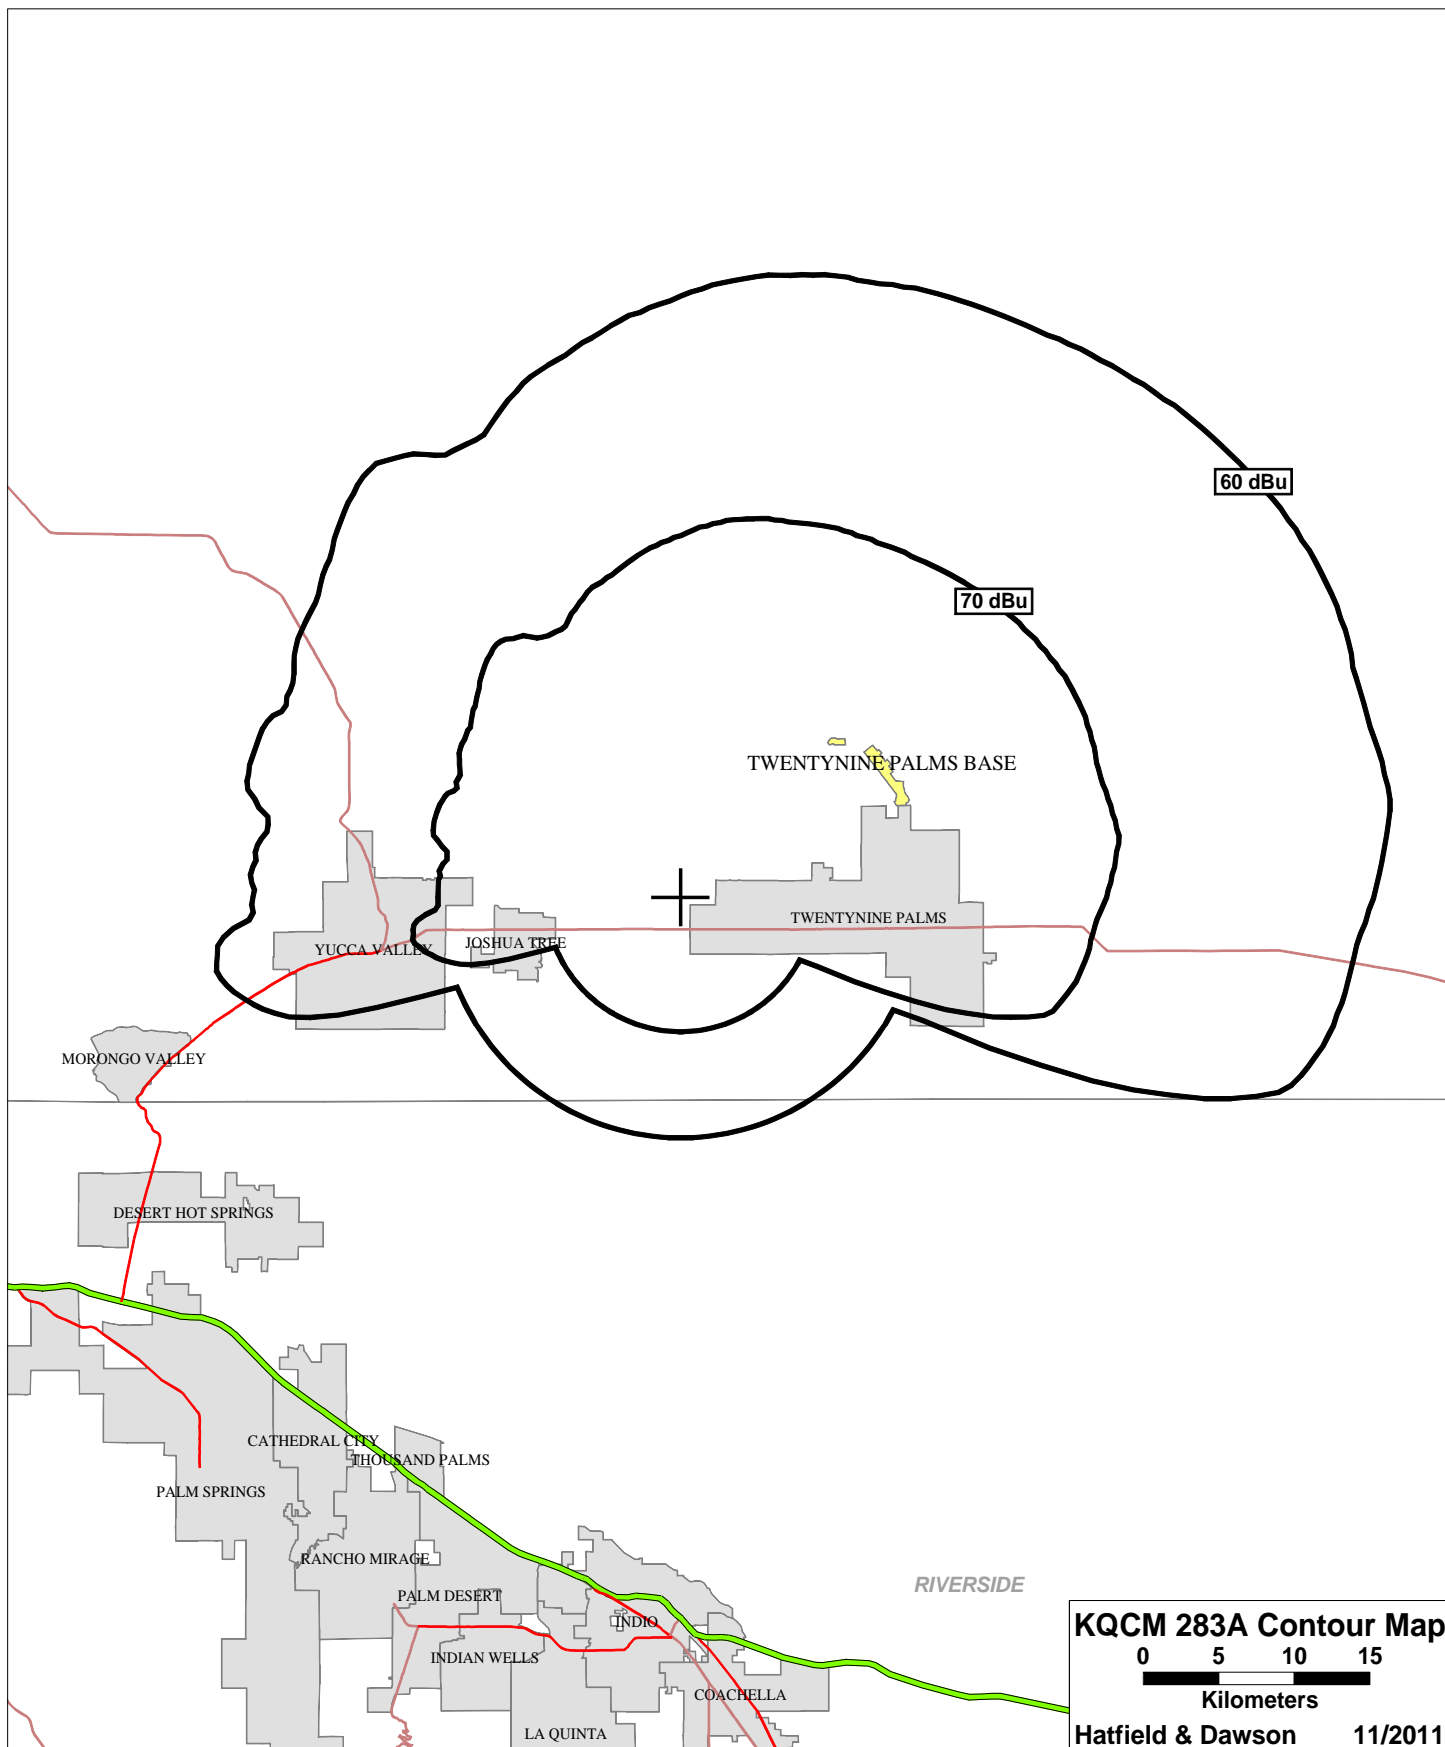 60 dBu
70 dBu
TWENTYNINE PALMS BASE
TWENTYNINE PALMS
YUCCA VALLEY
JOSHUA TREE
MORONGO VALLEY
DESERT HOT SPRINGS
CATHEDRAL CITY
THOUSAND PALMS
PALM SPRINGS
RANCHO MIRAGE
RIVERSIDE
PALM DESERT
INDIO
INDIAN WELLS
COACHELLA
LA QUINTA
KQCM 283A Contour Map
0 5 10 15
Kilometers
Hatfield & Dawson 11/2011